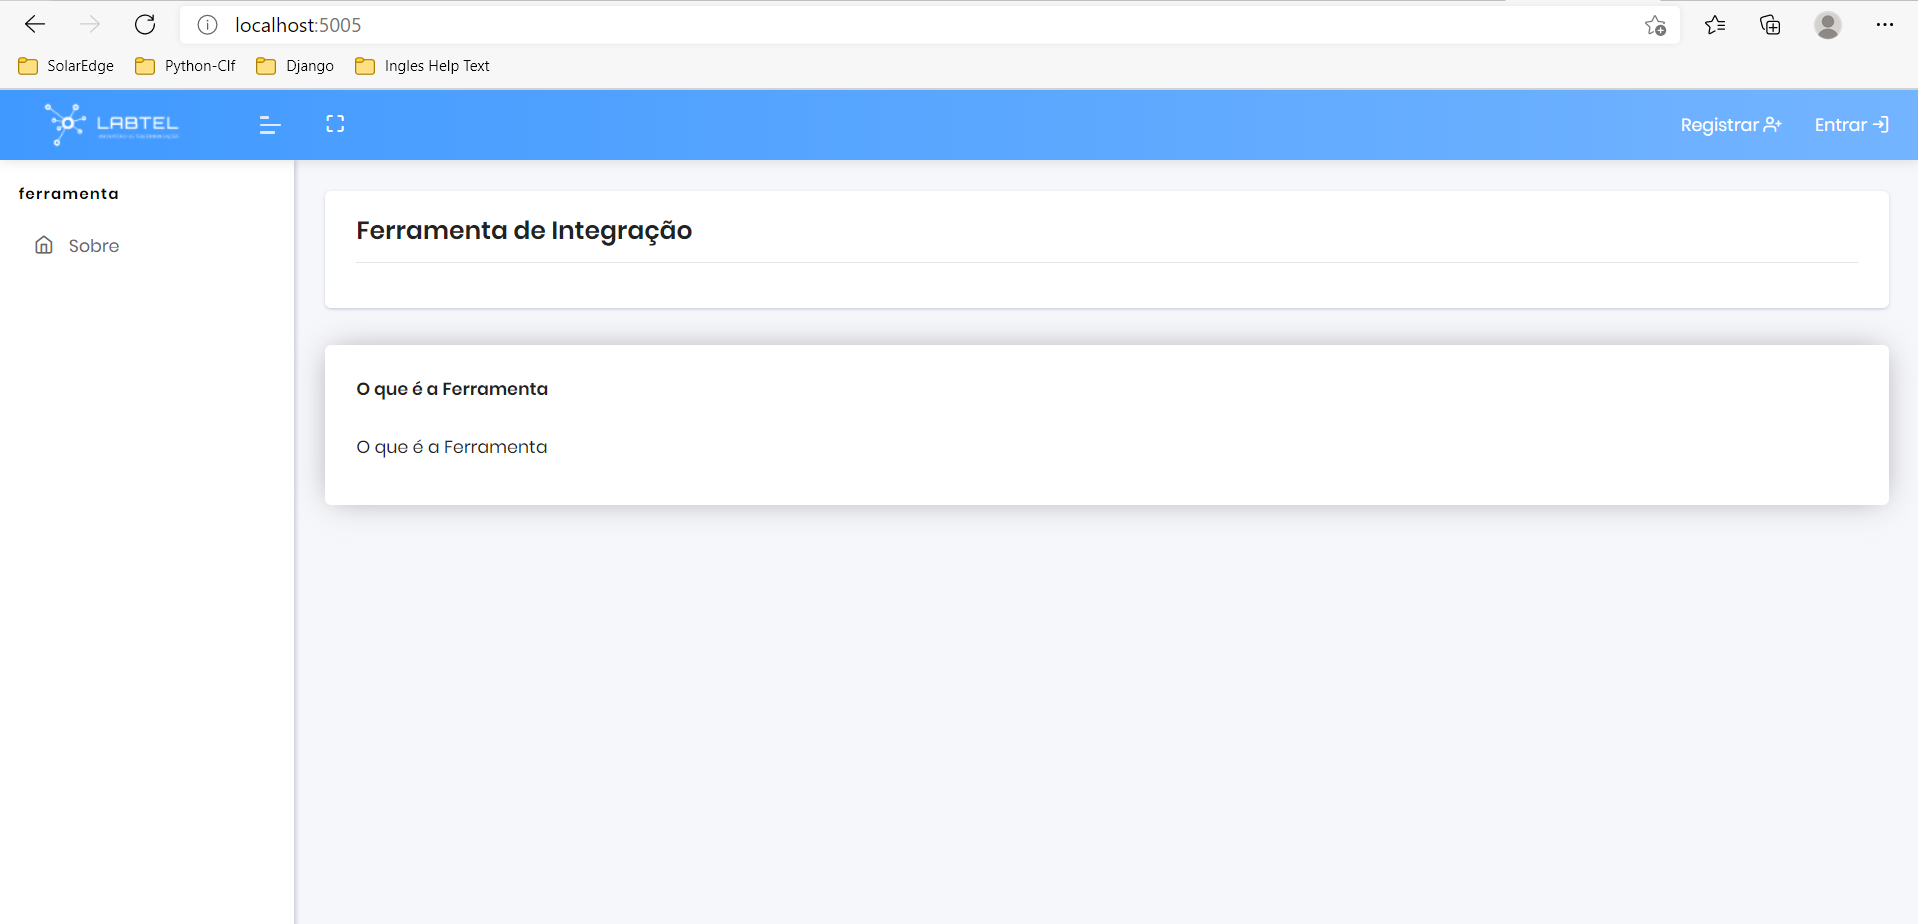 localhost:5005
SolarEdge Python-Clf Django Ingles Help Text
LABTEL Registrar Entrar
ferramenta
Sobre
Ferramenta de Integração
O que é a Ferramenta
O que é a Ferramenta